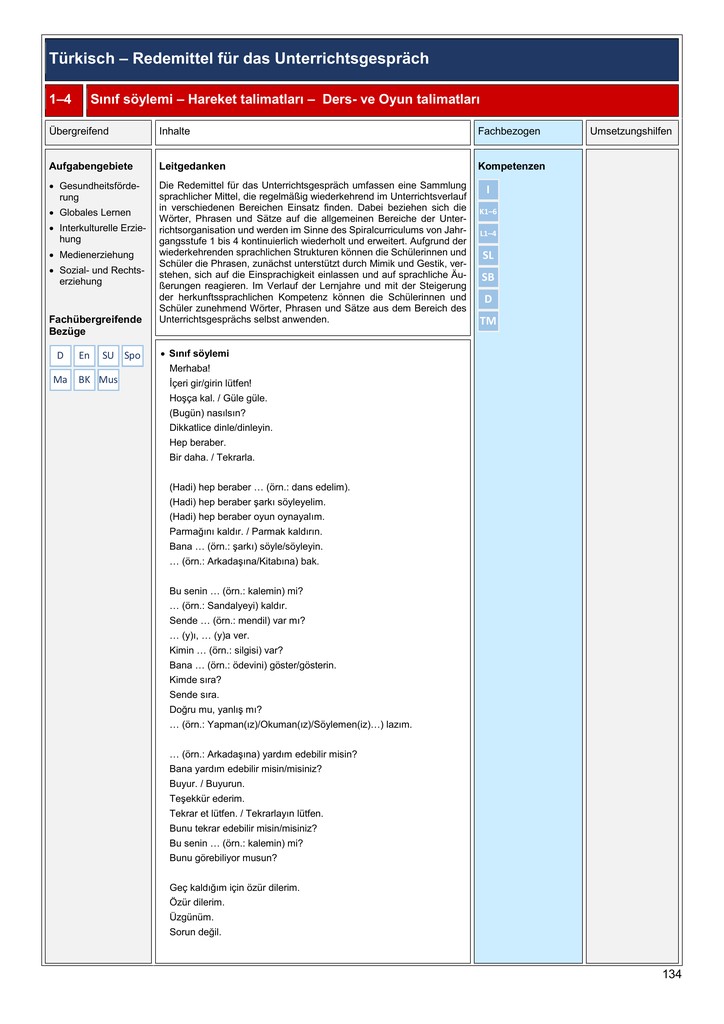 Türkisch – Redemittel für das Unterrichtsgespräch
1–4 Sınıf söylemi – Hareket talimatları – Ders- ve Oyun talimatları
Übergreifend
Inhalte
Fachbezogen
Umsetzungshilfen
Aufgabengebiete
• Gesundheitsförde-
rung
• Globales Lernen
• Interkulturelle Erzie-
hung
• Medienerziehung
• Sozial- und Rechts-
erziehung
Fachübergreifende
Bezüge
D En SU Spo
Ma BK Mus
Leitgedanken
Die Redemittel für das Unterrichtsgespräch umfassen eine Sammlung
sprachlicher Mittel, die regelmäßig wiederkehrend im Unterrichtsverlauf
in verschiedenen Bereichen Einsatz finden. Dabei beziehen sich die
Wörter, Phrasen und Sätze auf die allgemeinen Bereiche der Unter-
richtsorganisation und werden im Sinne des Spiralcurriculums von Jahr-
gangsstufe 1 bis 4 kontinuierlich wiederholt und erweitert. Aufgrund der
wiederkehrenden sprachlichen Strukturen können die Schülerinnen und
Schüler die Phrasen, zunächst unterstützt durch Mimik und Gestik, ver-
stehen, sich auf die Einsprachigkeit einlassen und auf sprachliche Äu-
ßerungen reagieren. Im Verlauf der Lernjahre und mit der Steigerung
der herkunftssprachlichen Kompetenz können die Schülerinnen und
Schüler zunehmend Wörter, Phrasen und Sätze aus dem Bereich des
Unterrichtsgesprächs selbst anwenden.
• Sınıf söylemi
Merhaba!
İçeri gir/girin lütfen!
Hoşça kal. / Güle güle.
(Bugün) nasılsın?
Dikkatlice dinle/dinleyin.
Hep beraber.
Bir daha. / Tekrarla.
(Hadi) hep beraber … (örn.: dans edelim).
(Hadi) hep beraber şarkı söyleyelim.
(Hadi) hep beraber oyun oynayalım.
Parmağını kaldır. / Parmak kaldırın.
Bana … (örn.: şarkı) söyle/söyleyin.
… (örn.: Arkadaşına/Kitabına) bak.
Bu senin … (örn.: kalemin) mi?
… (örn.: Sandalyeyi) kaldır.
Sende … (örn.: mendil) var mı?
… (y)ı, … (y)a ver.
Kimin … (örn.: silgisi) var?
Bana … (örn.: ödevini) göster/gösterin.
Kimde sıra?
Sende sıra.
Doğru mu, yanlış mı?
… (örn.: Yapman(ız)/Okuman(ız)/Söylemen(iz)…) lazım.
… (örn.: Arkadaşına) yardım edebilir misin?
Bana yardım edebilir misin/misiniz?
Buyur. / Buyurun.
Teşekkür ederim.
Tekrar et lütfen. / Tekrarlayın lütfen.
Bunu tekrar edebilir misin/misiniz?
Bu senin … (örn.: kalemin) mi?
Bunu görebiliyor musun?
Geç kaldığım için özür dilerim.
Özür dilerim.
Üzgünüm.
Sorun değil.
Kompetenzen
I
K1–6
L1–4
SL
SB
D
TM
134